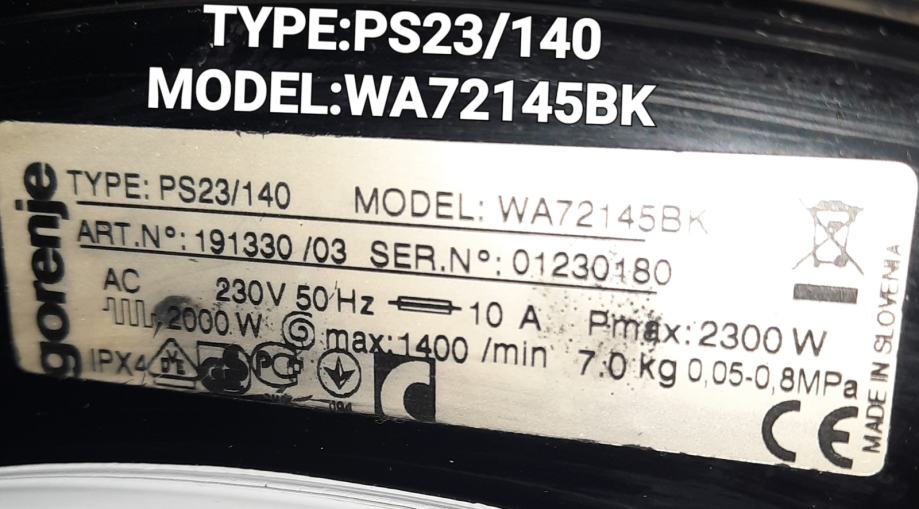 TYPE:PS23/140
MODEL:WA72145BK
gorenje
TYPE: PS23/140 MODEL: WA72145BK
ART.Nº: 191330 /03 SER.Nº: 01230180
AC 230V 50 Hz 10 A Pmax: 2300 W
2000 W max:1400 /min 7.0 kg 0,05-0,8MPa
IPX4
CE
MADE IN SLOVENIA